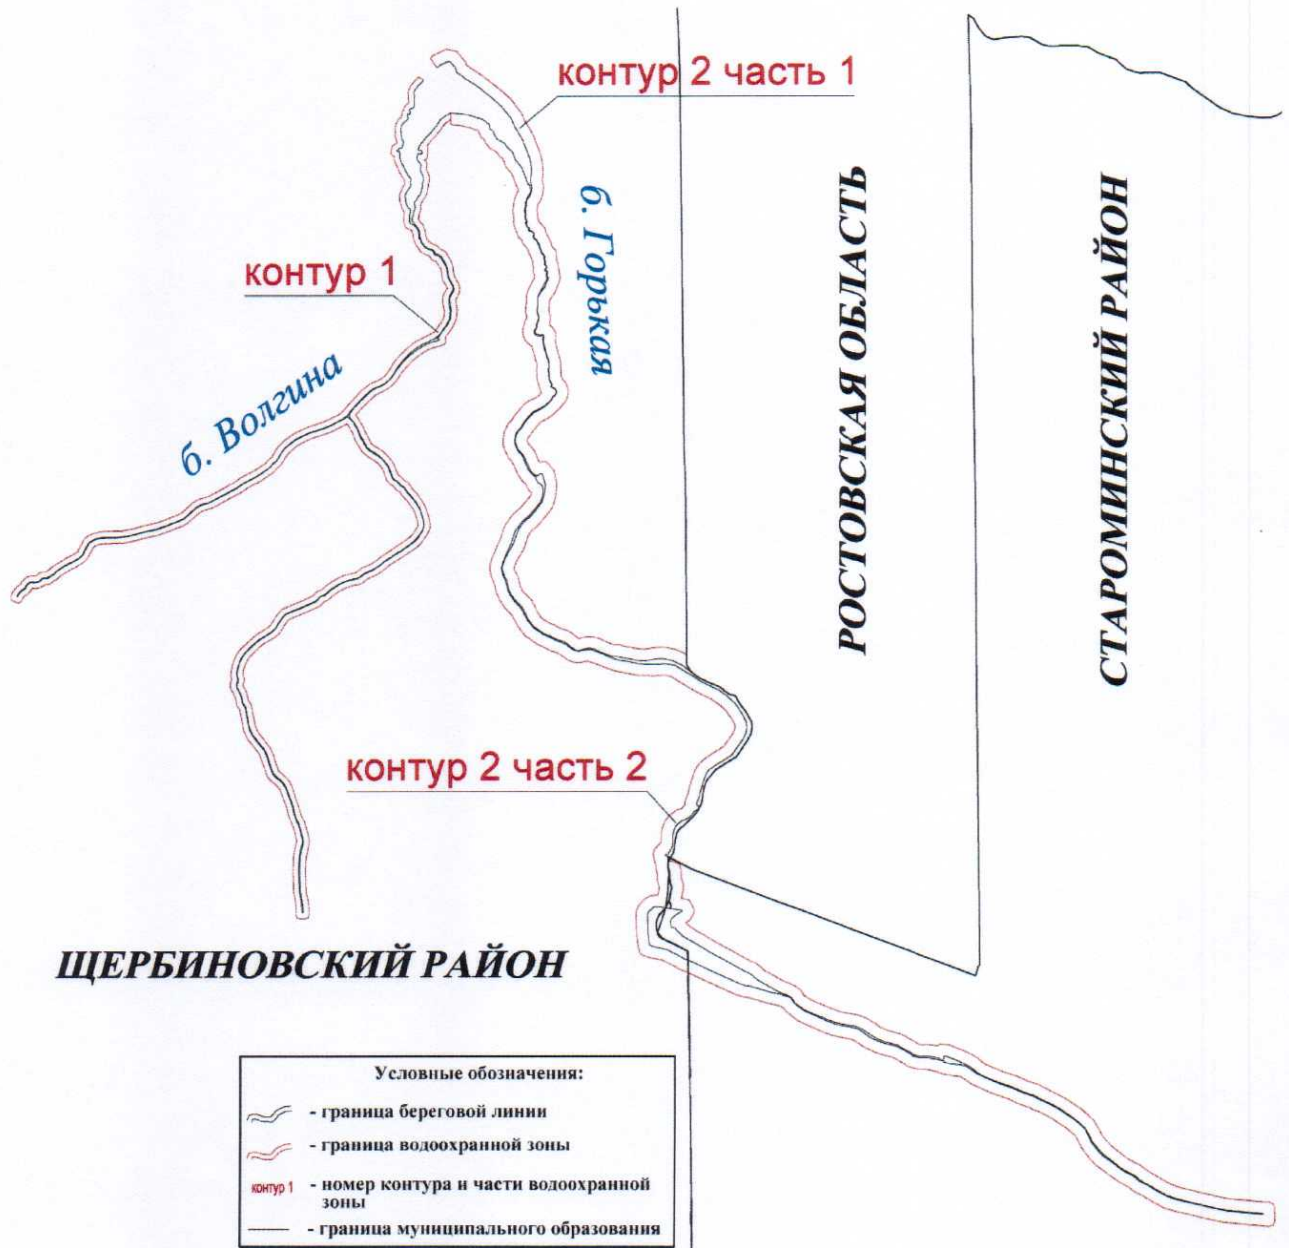 контур 2 часть 1
б. Горькая
РОСТОВСКАЯ ОБЛАСТЬ
СТАРОМИНСКИЙ РАЙОН
контур 1
б. Волгина
контур 2 часть 2
ЩЕРБИНОВСКИЙ РАЙОН
Условные обозначения:
- граница береговой линии
- граница водоохранной зоны
контур 1 - номер контура и части водоохранной
зоны
- граница муниципального образования